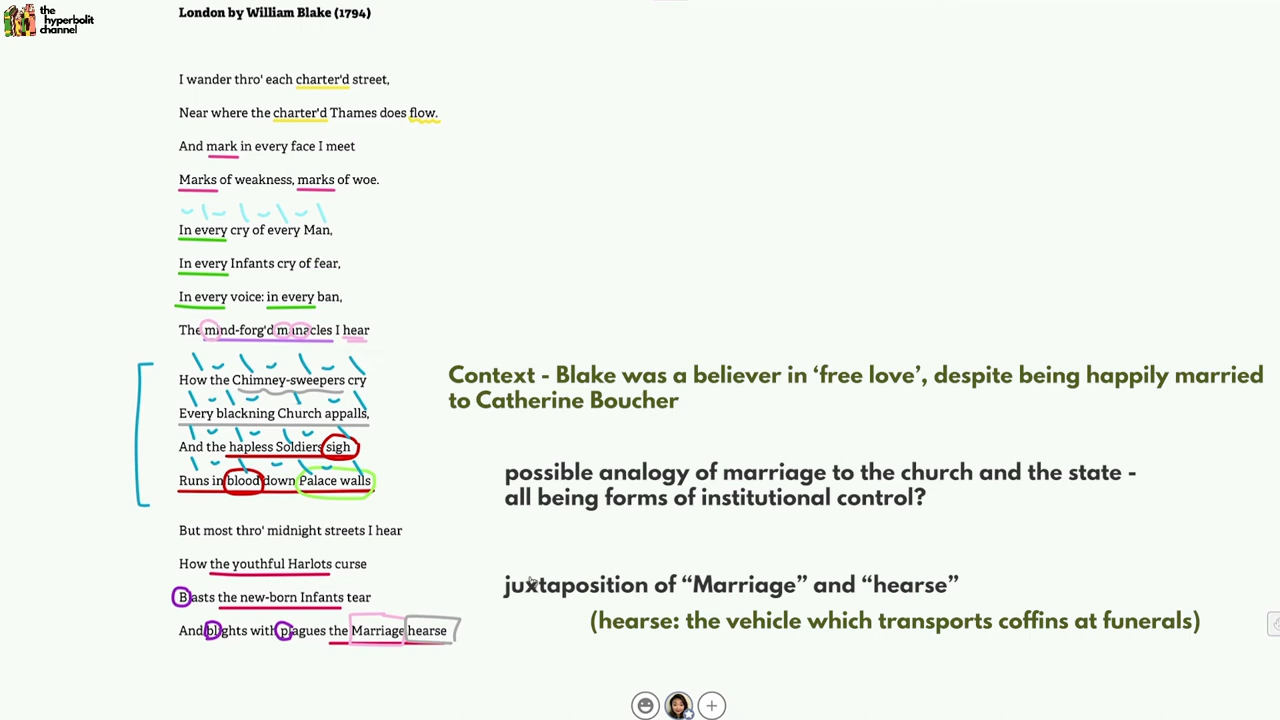 the
hyperbolit
channel
London by William Blake (1794)
I wander thro' each charter'd street,
Near where the charter'd Thames does flow.
And mark in every face I meet
Marks of weakness, marks of woe.
In every cry of every Man,
In every Infants cry of fear,
In every voice: in every ban,
The mind-forg'd manacles I hear
How the Chimney-sweepers cry
Every blackning Church appalls,
And the hapless Soldiers sigh
Runs in blood down Palace walls
But most thro' midnight streets I hear
How the youthful Harlots curse
Blasts the new-born Infants tear
And blights with plagues the Marriage hearse
Context - Blake was a believer in ‘free love’, despite being happily married
to Catherine Boucher
possible analogy of marriage to the church and the state -
all being forms of institutional control?
juxtaposition of “Marriage” and “hearse”
(hearse: the vehicle which transports coffins at funerals)